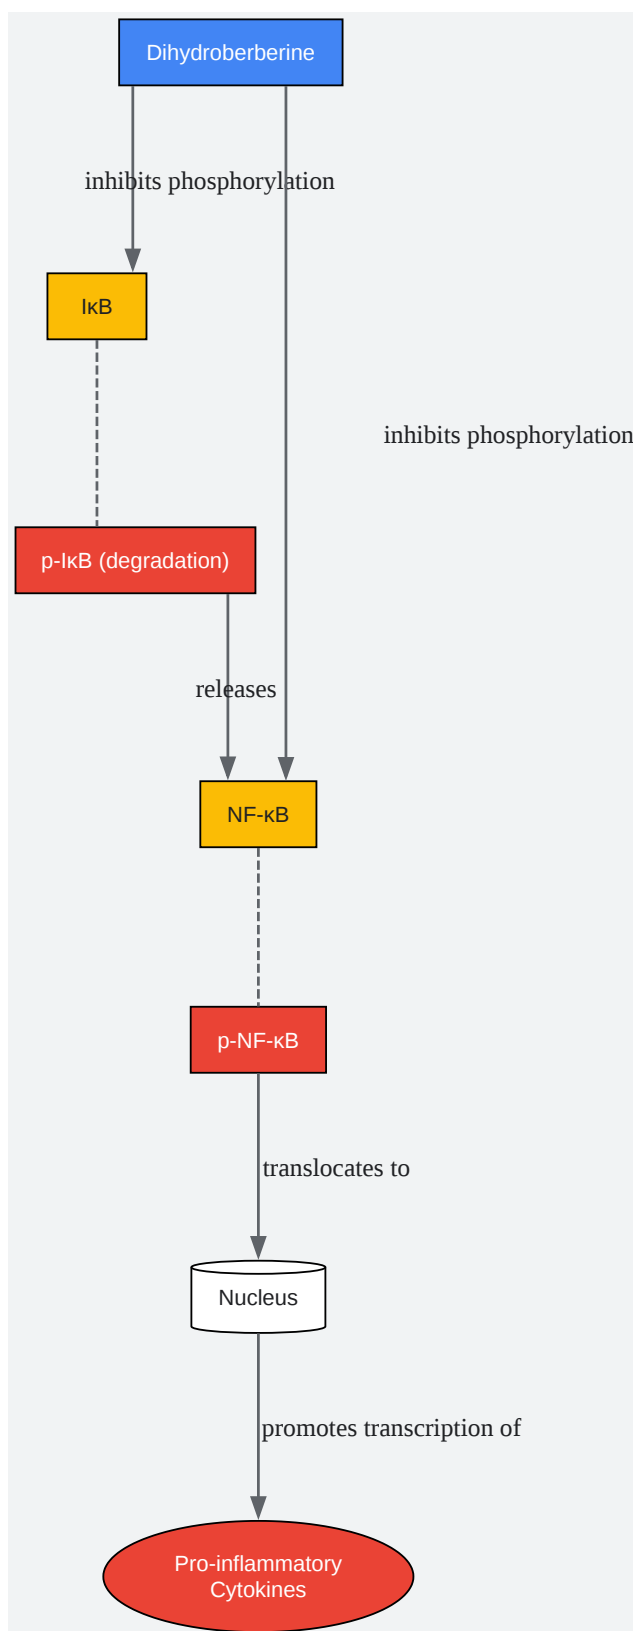 Dihydroberberine
inhibits phosphorylation
IκB
inhibits phosphorylation
p-IκB (degradation)
releases
NF-κB
p-NF-κB
translocates to
Nucleus
promotes transcription of
Pro-inflammatory
Cytokines